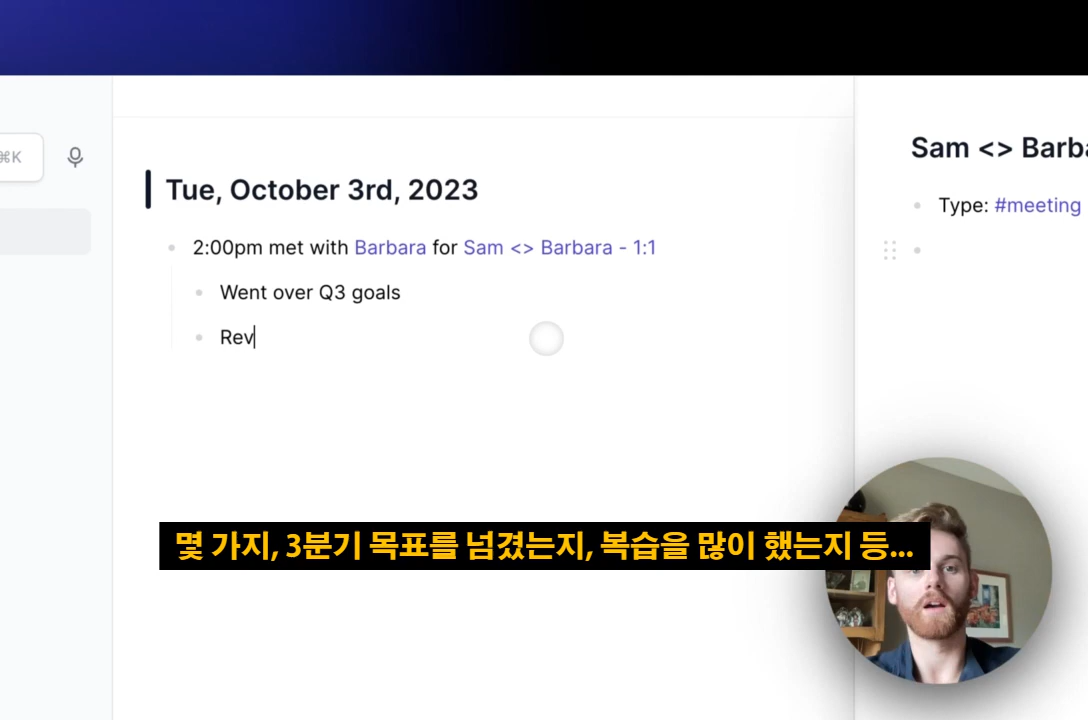 ⌘K
Tue, October 3rd, 2023
2:00pm met with Barbara for Sam <> Barbara - 1:1
Went over Q3 goals
Rev
Sam <> Barba
Type: #meeting
몇 가지, 3분기 목표를 넘겼는지, 복습을 많이 했는지 등...